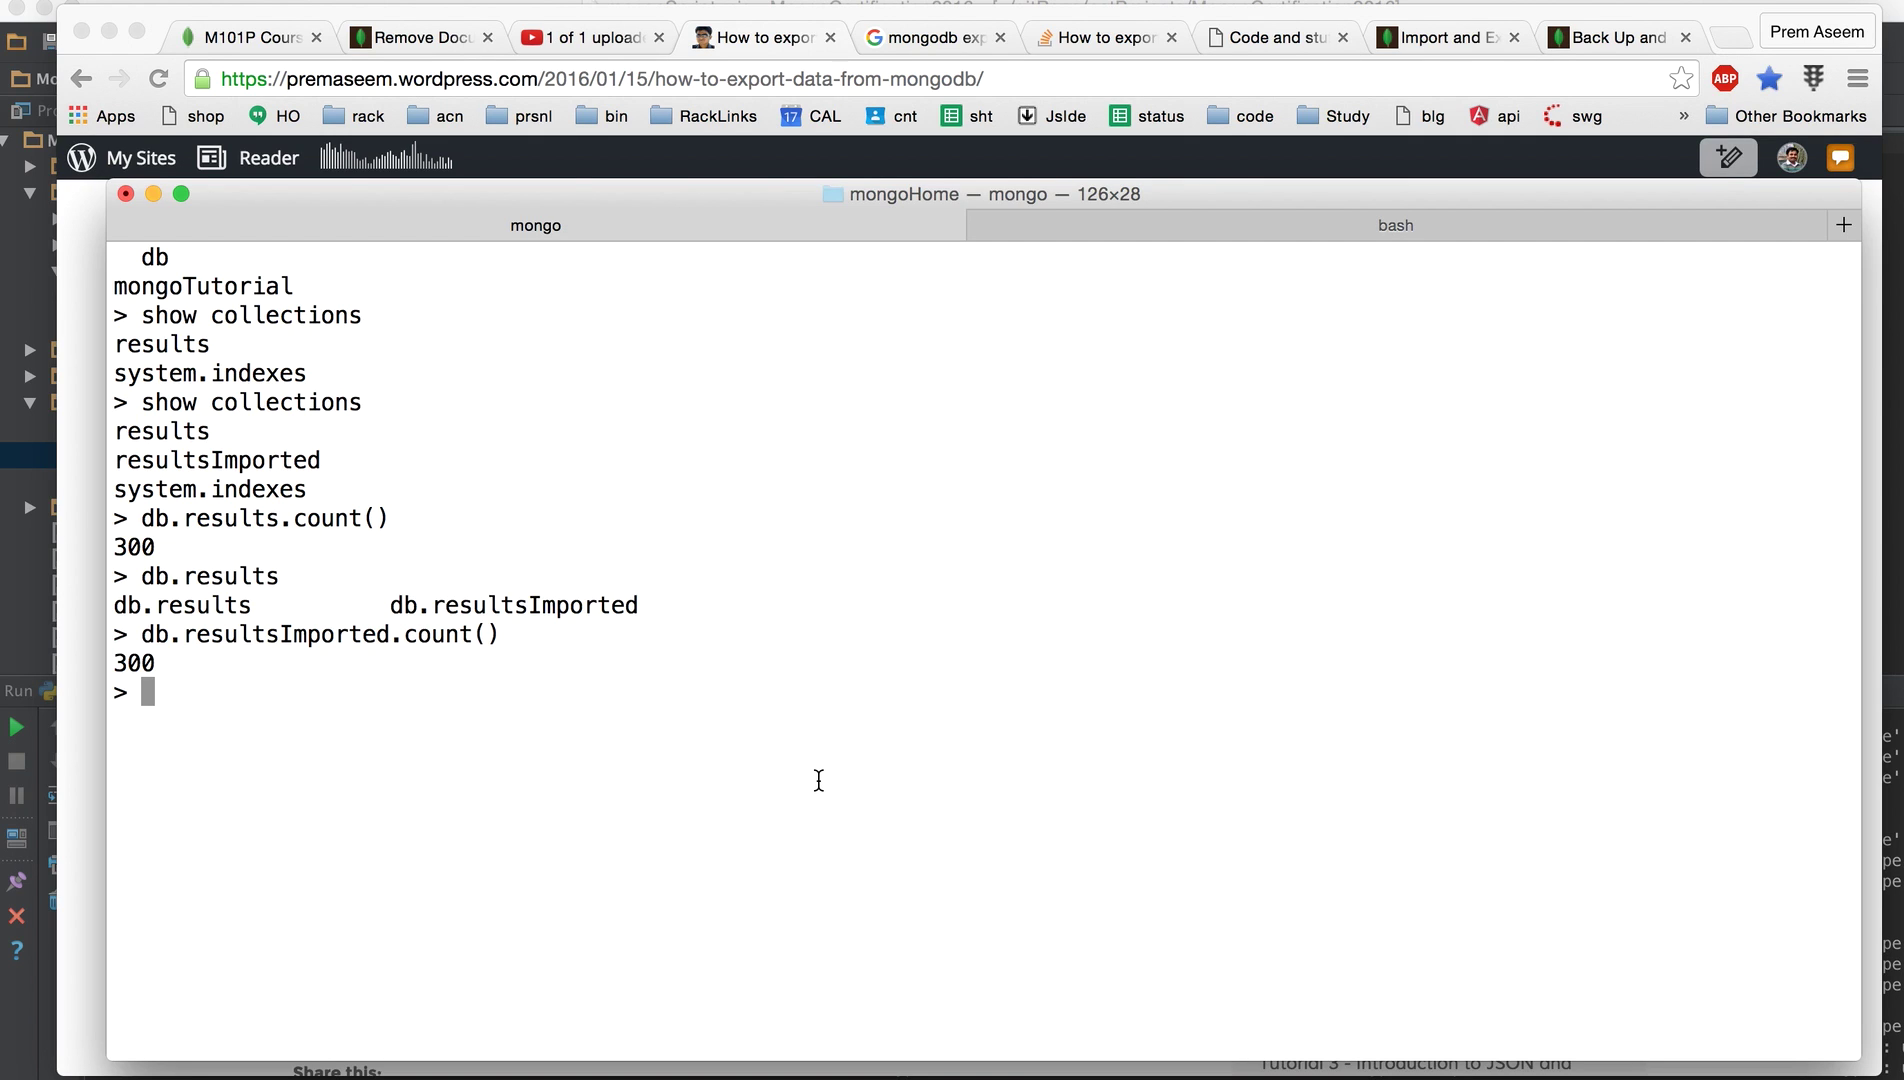 M101P Cours
Remove Docu
1 of 1 upload
How to expor
mongodb exp
How to expor
Code and stu
Import and Ex
Back Up and
Prem Aseem
https://premaseem.wordpress.com/2016/01/15/how-to-export-data-from-mongodb/
ABP
Apps
shop
HO
rack
acn
prsnl
bin
RackLinks
17 CAL
cnt
sht
JsIde
status
code
Study
blg
api
swg
»
Other Bookmarks
My Sites
Reader
mongoHome — mongo — 126×28
mongo
bash
db
mongoTutorial
> show collections
results
system.indexes
> show collections
results
resultsImported
system.indexes
> db.results.count()
300
> db.results
db.results db.resultsImported
> db.resultsImported.count()
300
>
Run
Share this:
Tutorial 3 - Introduction to JSON and